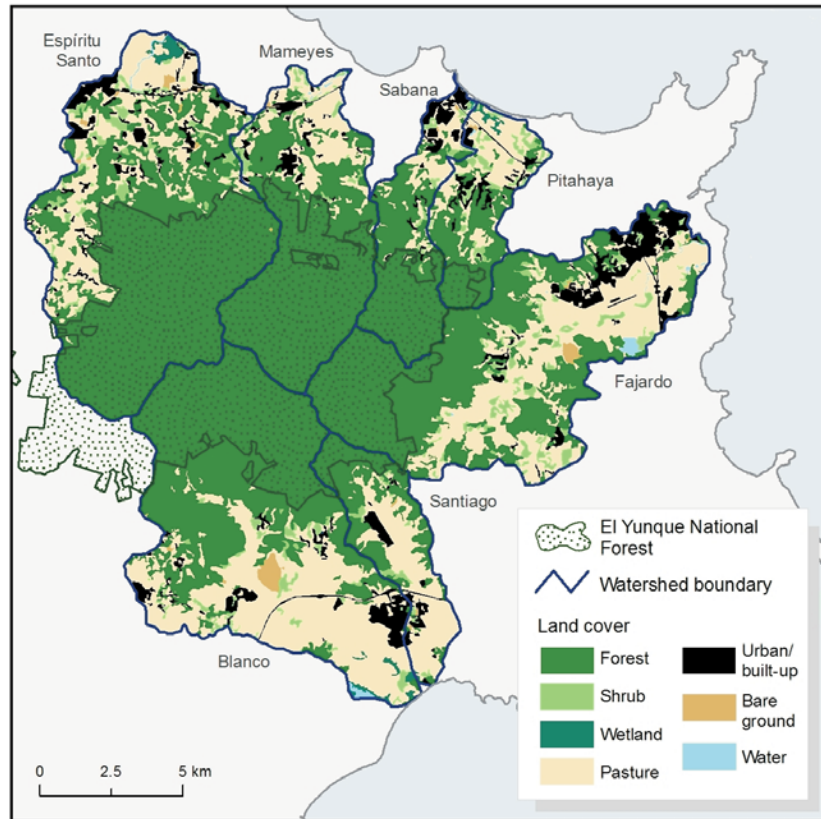 Espíritu
Santo
Mameyes
Sabana
Pitahaya
Fajardo
Santiago
Blanco
El Yunque National
Forest
Watershed boundary
Land cover
Forest
Shrub
Wetland
Pasture
Urban/
built-up
Bare
ground
Water
0 2.5 5 km